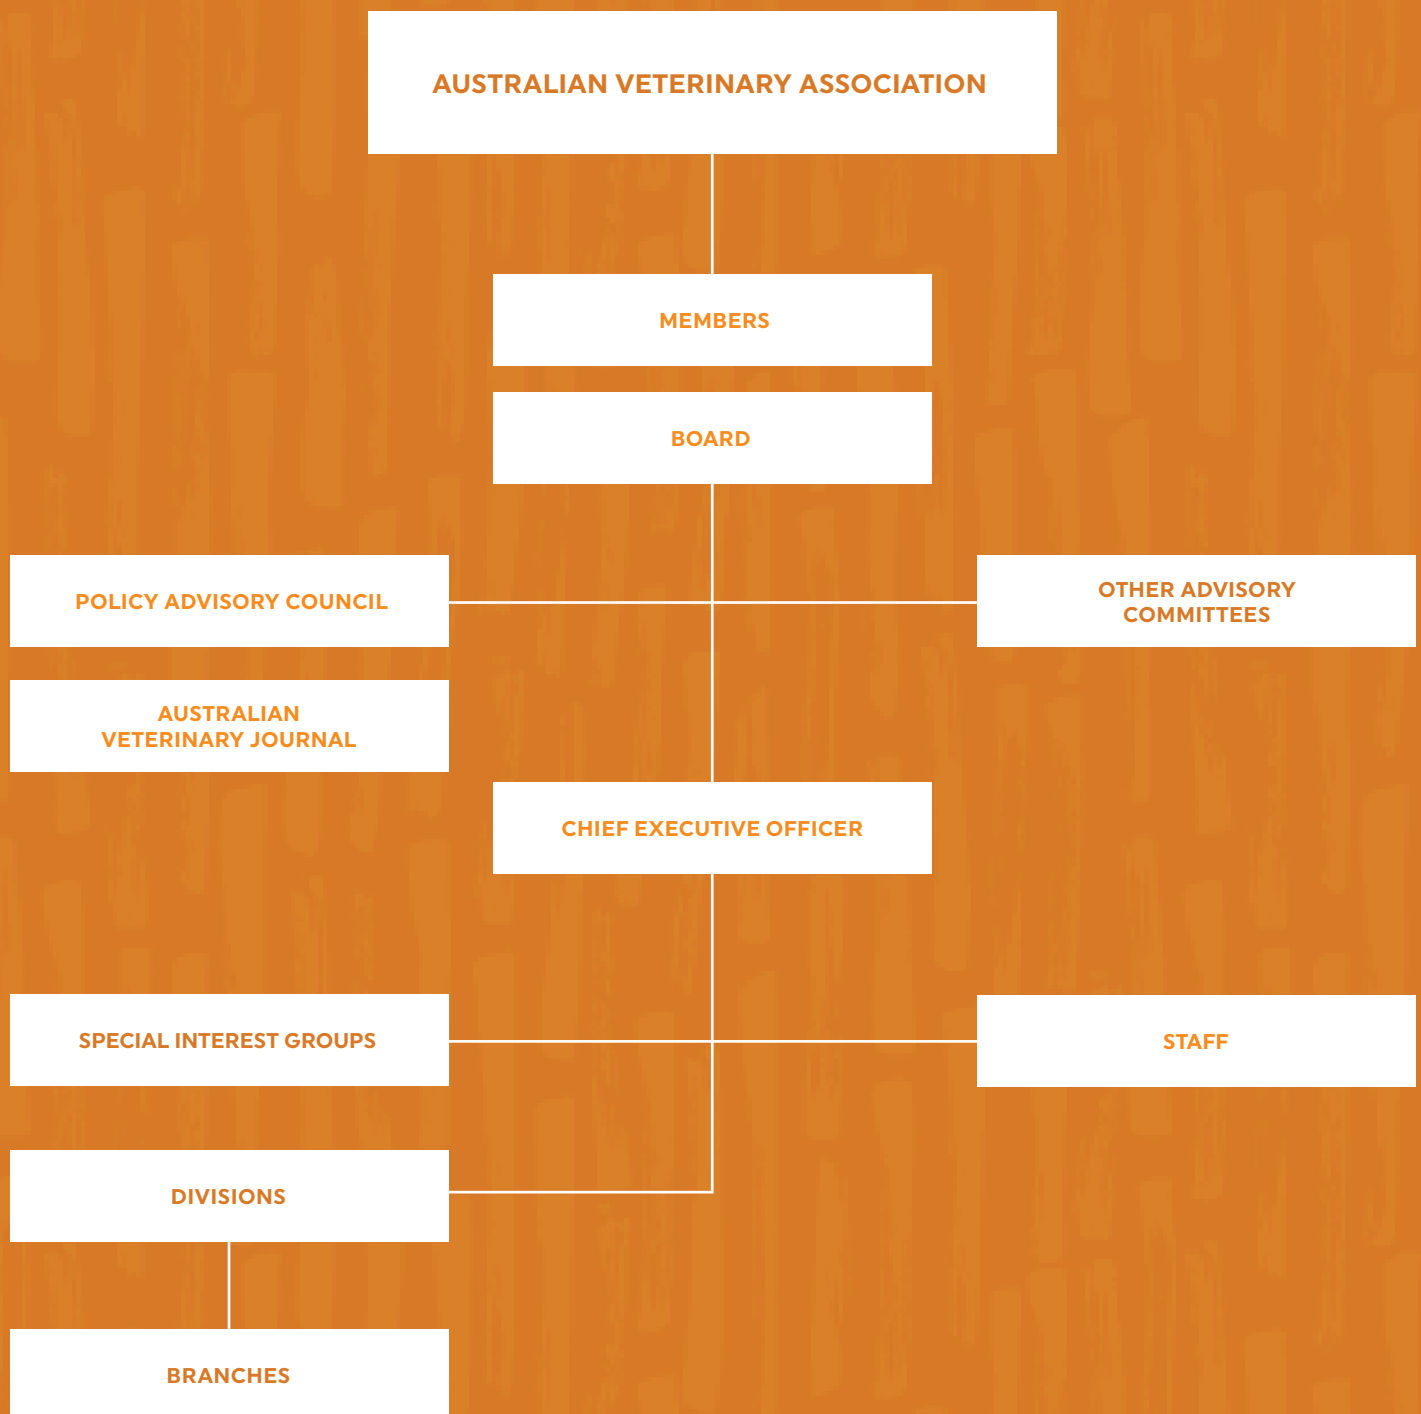 AUSTRALIAN VETERINARY ASSOCIATION
MEMBERS
BOARD
POLICY ADVISORY COUNCIL
OTHER ADVISORY
COMMITTEES
AUSTRALIAN
VETERINARY JOURNAL
CHIEF EXECUTIVE OFFICER
SPECIAL INTEREST GROUPS
STAFF
DIVISIONS
BRANCHES